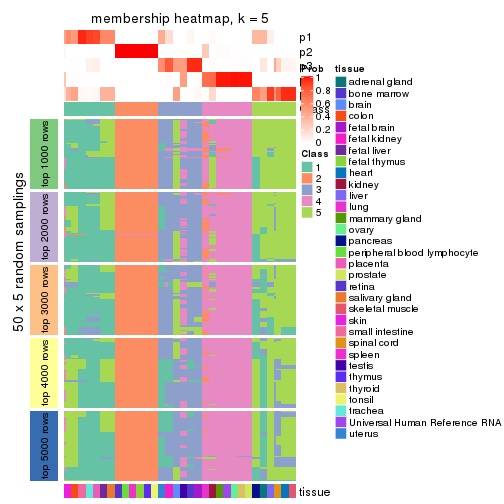 membership heatmap, k = 5
p1
p2
p3
Prob
1
0.8
0.6
0.4
0.2
0
Class
1
2
3
4
5
50 x 5 random samplings
top 1000 rows
top 2000 rows
top 3000 rows
top 4000 rows
top 5000 rows
tissue
tissue
adrenal gland
bone marrow
brain
colon
fetal brain
fetal kidney
fetal liver
fetal thymus
heart
kidney
liver
lung
mammary gland
ovary
pancreas
peripheral blood lymphocyte
placenta
prostate
retina
salivary gland
skeletal muscle
skin
small intestine
spinal cord
spleen
testis
thymus
thyroid
tonsil
trachea
Universal Human Reference RNA
uterus